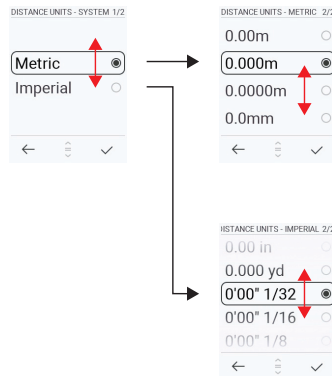 DISTANCE UNITS - SYSTEM 1/2
Metric
Imperial
DISTANCE UNITS - METRIC 2/2
0.00m
0.000m
0.0000m
0.0mm
ISTANCE UNITS - IMPERIAL 2/2
0.00 in
0.000 yd
0'00" 1/32
0'00" 1/16
0'00" 1/8